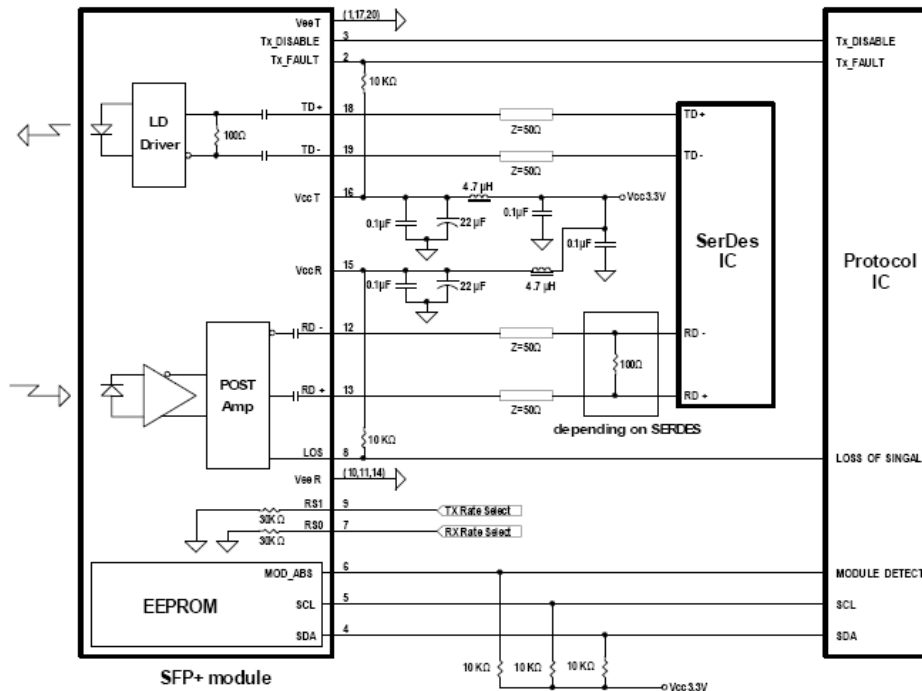 VeeT
(1,17,20)
Tx_DISABLE
3
Tx_DISABLE
Tx_FAULT
2
Tx_FAULT
10 KΩ
LD
Driver
100Ω
TD+
18
Z=50Ω
TD+
TD-
19
Z=50Ω
TD-
VccT
16
4.7 μH
Vcc3.3V
0.1μF
22 μF
0.1μF
0.1μF
SerDes
IC
Protocol
IC
VccR
15
0.1μF
22 μF
4.7 μH
POST
Amp
RD -
12
Z=50Ω
RD -
100Ω
RD +
13
Z=50Ω
RD +
depending on SERDES
10 KΩ
LOS
8
LOSS OF SINGAL
VeeR
(10,11,14)
RS1
9
TX Rate Select
30KΩ
RS0
7
RX Rate Select
30KΩ
EEPROM
MOD_ABS
6
MODULE DETECT
SCL
5
SCL
SDA
4
SDA
10 KΩ
10 KΩ
10 KΩ
Vcc3.3V
SFP+ module